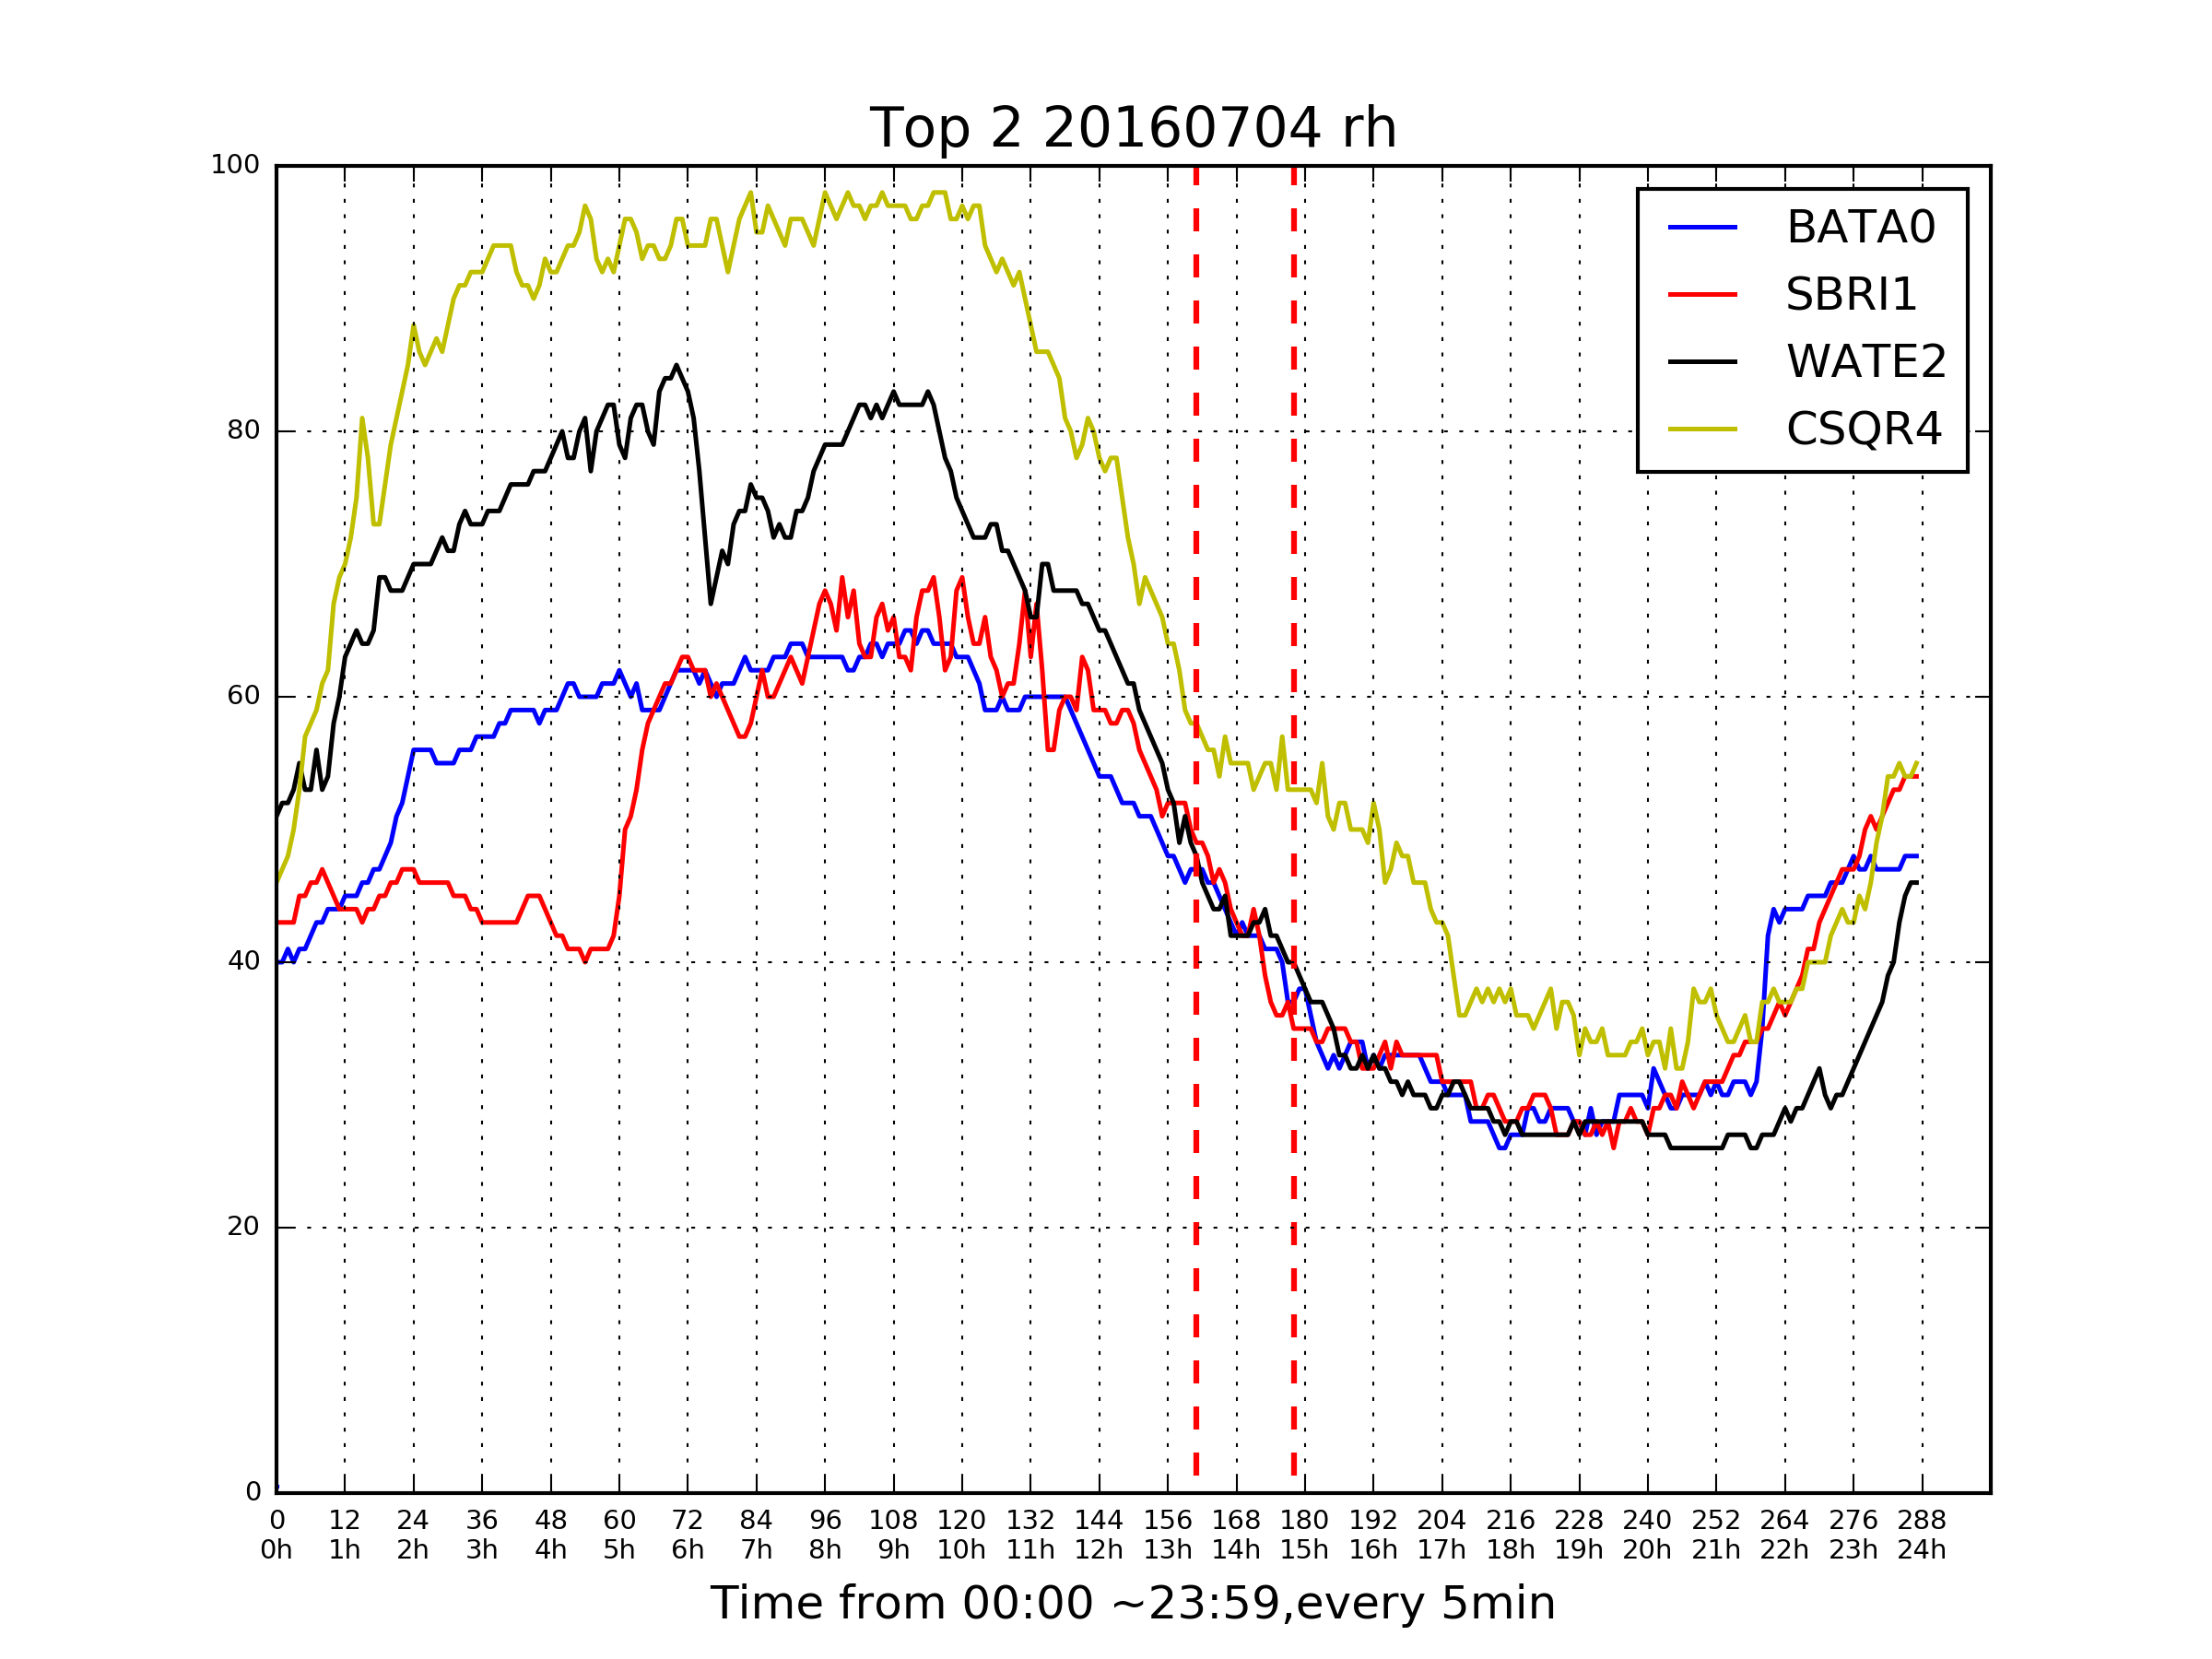 Top 2 20160704 rh
100
80
60
40
20
0
BATA0
SBRI1
WATE2
CSQR4
0 12 24 36 48 60 72 84 96 108 120 132 144 156 168 180 192 204 216 228 240 252 264 276 288
0h 1h 2h 3h 4h 5h 6h 7h 8h 9h 10h 11h 12h 13h 14h 15h 16h 17h 18h 19h 20h 21h 22h 23h 24h
Time from 00:00 ~23:59,every 5min